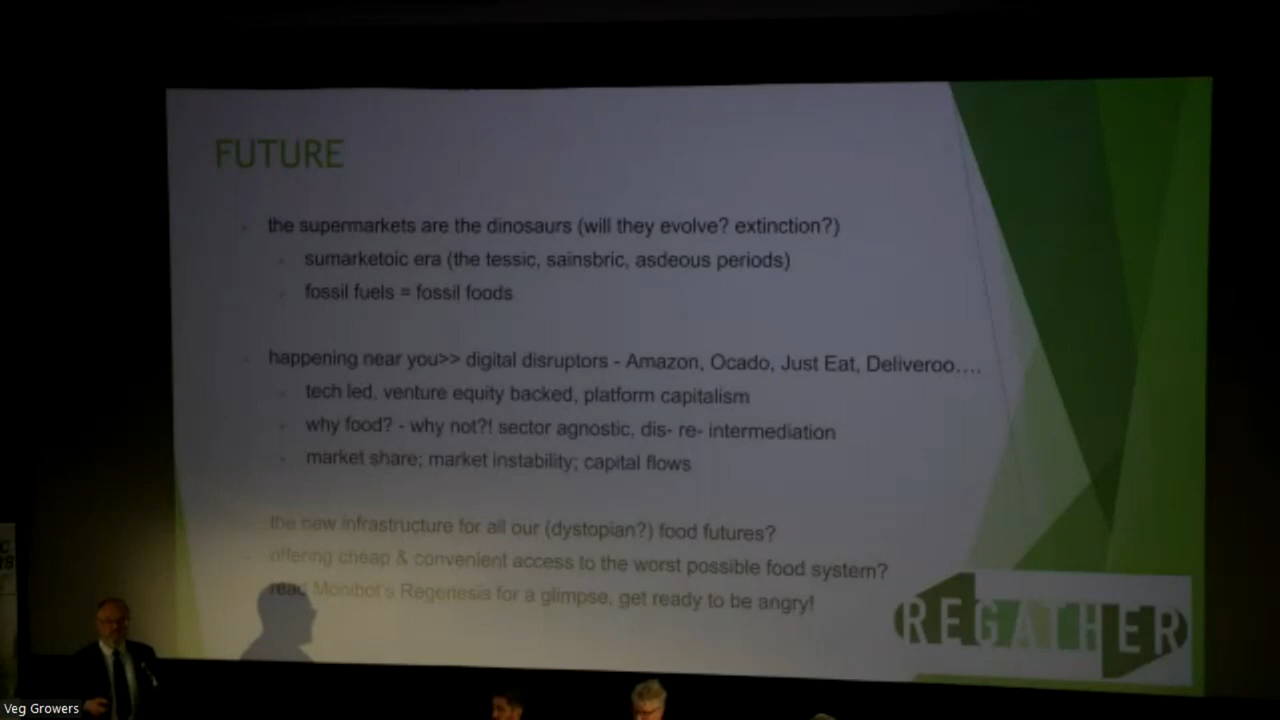 FUTURE
the supermarkets are the dinosaurs (will they evolve? extinction?)
sumarketoic era (the tessic, sainsbric, asdeous periods)
fossil fuels = fossil foods
happening near you>> digital disruptors - Amazon, Ocado, Just Eat, Deliveroo….
tech led, venture equity backed, platform capitalism
why food? - why not?! sector agnostic, dis- re- intermediation
market share; market instability; capital flows
the new infrastructure for all our (dystopian?) food futures?
offering cheap & convenient access to the worst possible food system?
read Monibot's Regenesis for a glimpse, get ready to be angry!
REGATHER
Veg Growers